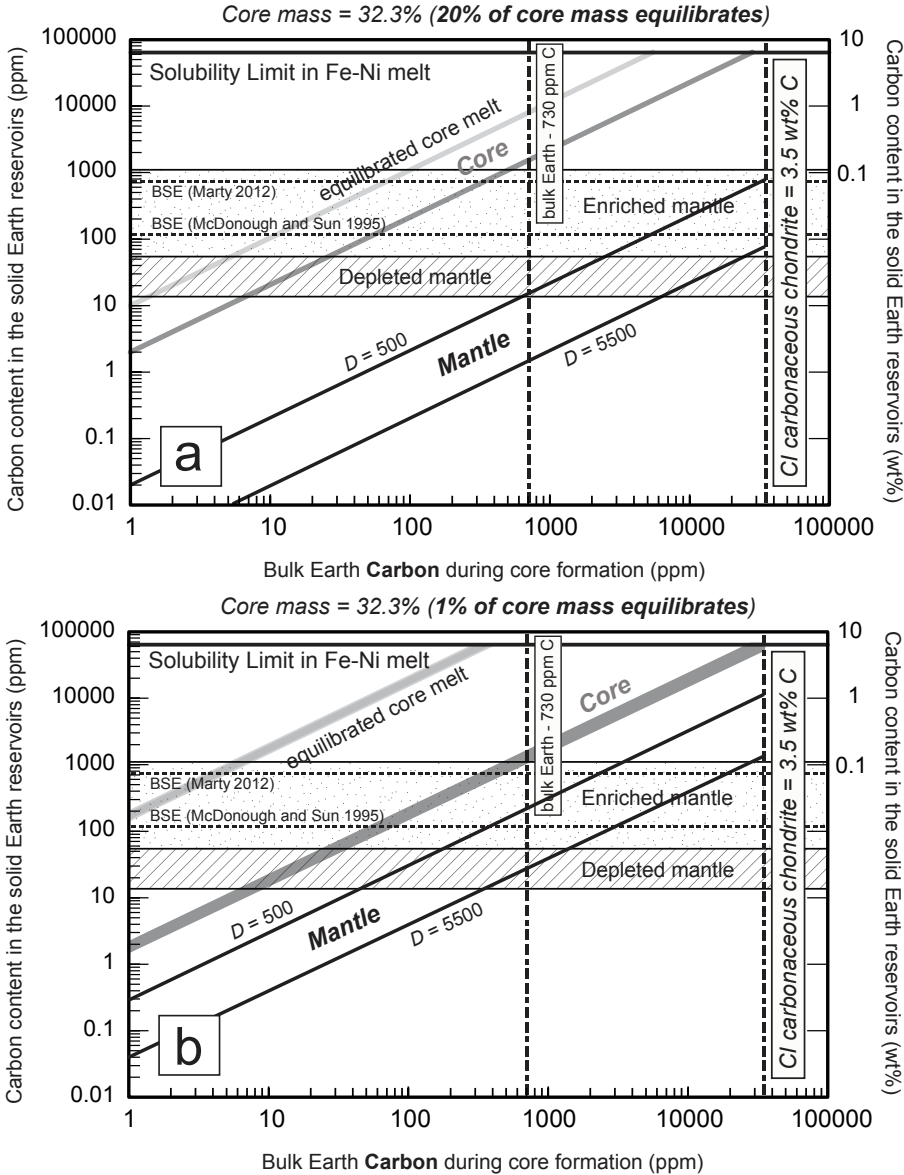 Core mass = 32.3% (20% of core mass equilibrates)
100000
10000
1000
100
10
1
0.1
0.01
Carbon content in the solid Earth reservoirs (ppm)
10
1
0.1
Carbon content in the solid Earth reservoirs (wt%)
Solubility Limit in Fe-Ni melt
equilibrated core melt
Core
bulk Earth - 730 ppm C
CI carbonaceous chondrite = 3.5 wt% C
BSE (Marty 2012)
Enriched mantle
BSE (McDonough and Sun 1995)
Depleted mantle
D = 500
Mantle
D = 5500
a
1 10 100 1000 10000 100000
Bulk Earth Carbon during core formation (ppm)
Core mass = 32.3% (1% of core mass equilibrates)
100000
10000
1000
100
10
1
0.1
0.01
Carbon content in the solid Earth reservoirs (ppm)
10
1
0.1
Carbon content in the solid Earth reservoirs (wt%)
Solubility Limit in Fe-Ni melt
equilibrated core melt
Core
bulk Earth - 730 ppm C
CI carbonaceous chondrite = 3.5 wt% C
BSE (Marty 2012)
Enriched mantle
BSE (McDonough and Sun 1995)
Depleted mantle
D = 500
Mantle
D = 5500
b
1 10 100 1000 10000 100000
Bulk Earth Carbon during core formation (ppm)